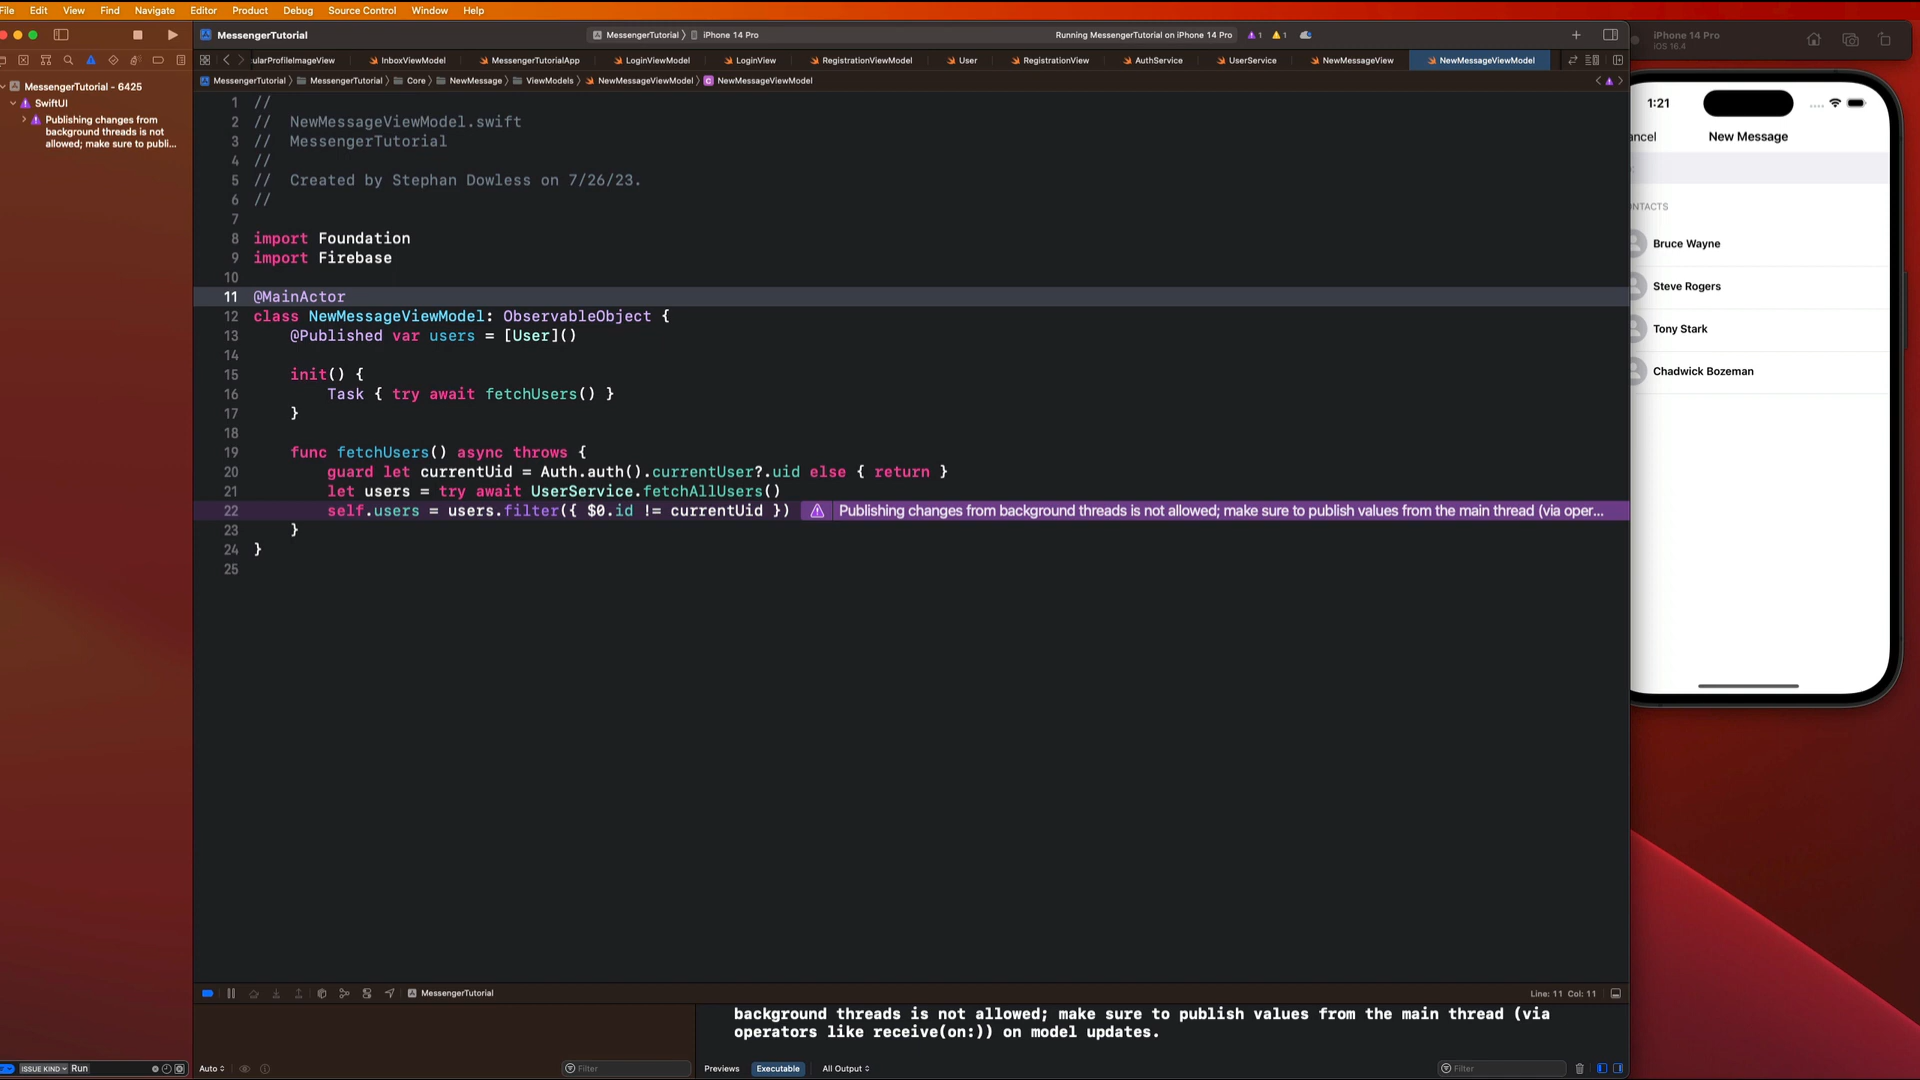 File Edit View Find Navigate Editor Product Debug Source Control Window Help
MessengerTutorial
MessengerTutorial iPhone 14 Pro
Running MessengerTutorial on iPhone 14 Pro 1 1
ularProfileImageView InboxViewModel MessengerTutorialApp LoginViewModel LoginView RegistrationViewModel User RegistrationView AuthService UserService NewMessageView NewMessageViewModel
MessengerTutorial MessengerTutorial Core NewMessage ViewModels NewMessageViewModel NewMessageViewModel
MessengerTutorial - 6425
SwiftUI
Publishing changes from
background threads is not
allowed; make sure to publi...
1 //
2 //  NewMessageViewModel.swift
3 //  MessengerTutorial
4 //
5 //  Created by Stephan Dowless on 7/26/23.
6 //
7
8 import Foundation
9 import Firebase
10
11 @MainActor
12 class NewMessageViewModel: ObservableObject {
13     @Published var users = [User]()
14
15     init() {
16         Task { try await fetchUsers() }
17     }
18
19     func fetchUsers() async throws {
20         guard let currentUid = Auth.auth().currentUser?.uid else { return }
21         let users = try await UserService.fetchAllUsers()
22         self.users = users.filter({ $0.id != currentUid }) Publishing changes from background threads is not allowed; make sure to publish values from the main thread (via oper...
23     }
24 }
25
MessengerTutorial
Line: 11 Col: 11
background threads is not allowed; make sure to publish values from the main thread (via
operators like receive(on:)) on model updates.
ISSUE KIND Run
Auto
Filter
Previews Executable All Output
Filter
iPhone 14 Pro
iOS 16.4
1:21
ancel New Message
ONTACTS
Bruce Wayne
Steve Rogers
Tony Stark
Chadwick Bozeman